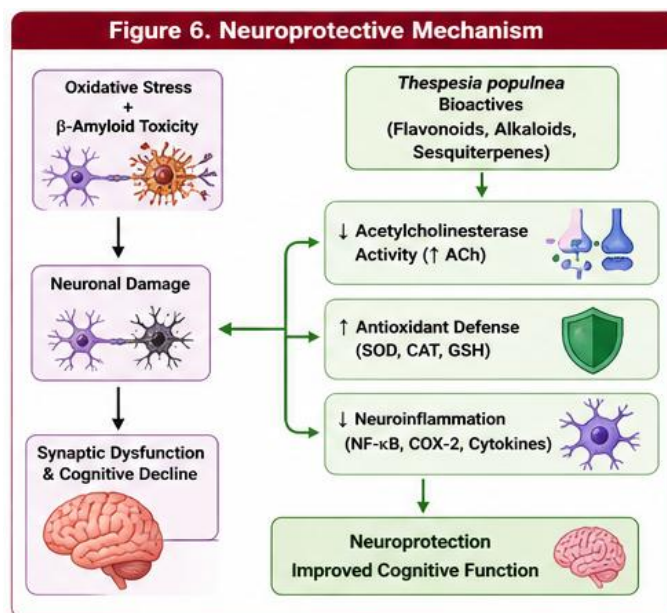 Figure 6. Neuroprotective Mechanism
Oxidative Stress
+
β-Amyloid Toxicity
Neuronal Damage
Synaptic Dysfunction
& Cognitive Decline
Thespesia populnea
Bioactives
(Flavonoids, Alkaloids,
Sesquiterpenes)
↓ Acetylcholinesterase
Activity (↑ ACh)
↑ Antioxidant Defense
(SOD, CAT, GSH)
↓ Neuroinflammation
(NF-κB, COX-2, Cytokines)
Neuroprotection
Improved Cognitive Function